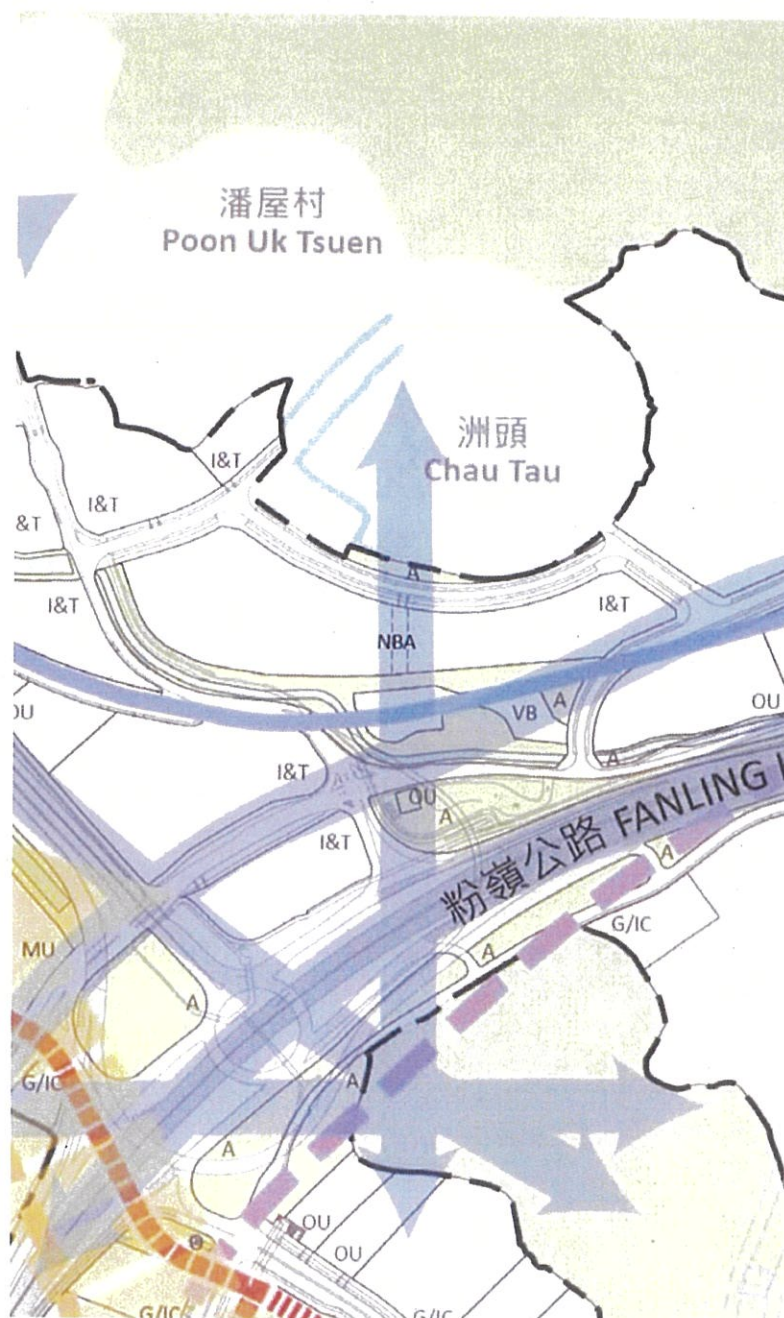 潘屋村
Poon Uk Tsuen
洲頭
Chau Tau
I&T
I&T
&T
I&T
A
I&T
NBA
VB
A
OU
OU
A
I&T
OU
A
I&T
粉嶺公路 FANLING
A
G/IC
MU
A
A
G/IC
A
A
OU
OU
G/IC
G/IC